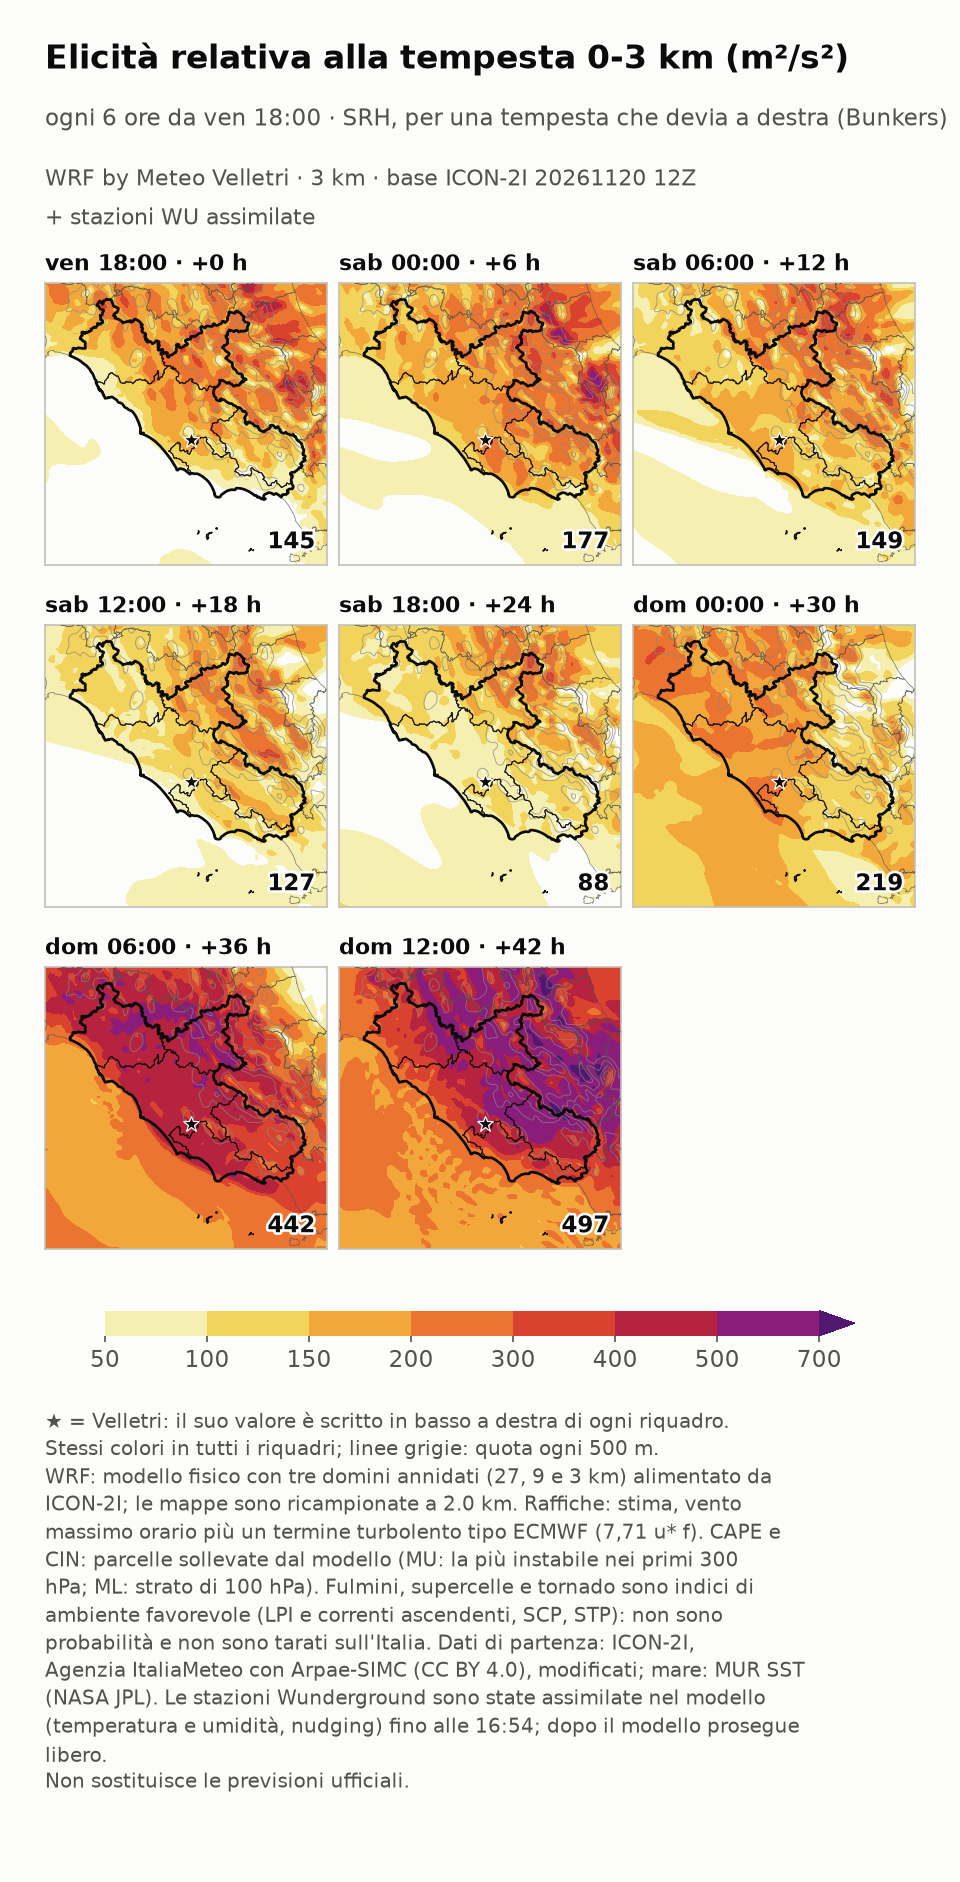 Elicità relativa alla tempesta 0-3 km (m²/s²)
ogni 6 ore da ven 18:00 · SRH, per una tempesta che devia a destra (Bunkers)
WRF by Meteo Velletri · 3 km · base ICON-2I 20261120 12Z
+ stazioni WU assimilate
ven 18:00 · +0 h
145
sab 00:00 · +6 h
177
sab 06:00 · +12 h
149
sab 12:00 · +18 h
127
sab 18:00 · +24 h
88
dom 00:00 · +30 h
219
dom 06:00 · +36 h
442
dom 12:00 · +42 h
497
50 100 150 200 300 400 500 700
★ = Velletri: il suo valore è scritto in basso a destra di ogni riquadro.
Stessi colori in tutti i riquadri; linee grigie: quota ogni 500 m.
WRF: modello fisico con tre domini annidati (27, 9 e 3 km) alimentato da
ICON-2I; le mappe sono ricampionate a 2.0 km. Raffiche: stima, vento
massimo orario più un termine turbolento tipo ECMWF (7,71 u* f). CAPE e
CIN: parcelle sollevate dal modello (MU: la più instabile nei primi 300
hPa; ML: strato di 100 hPa). Fulmini, supercelle e tornado sono indici di
ambiente favorevole (LPI e correnti ascendenti, SCP, STP): non sono
probabilità e non sono tarati sull'Italia. Dati di partenza: ICON-2I,
Agenzia ItaliaMeteo con Arpae-SIMC (CC BY 4.0), modificati; mare: MUR SST
(NASA JPL). Le stazioni Wunderground sono state assimilate nel modello
(temperatura e umidità, nudging) fino alle 16:54; dopo il modello prosegue
libero.
Non sostituisce le previsioni ufficiali.